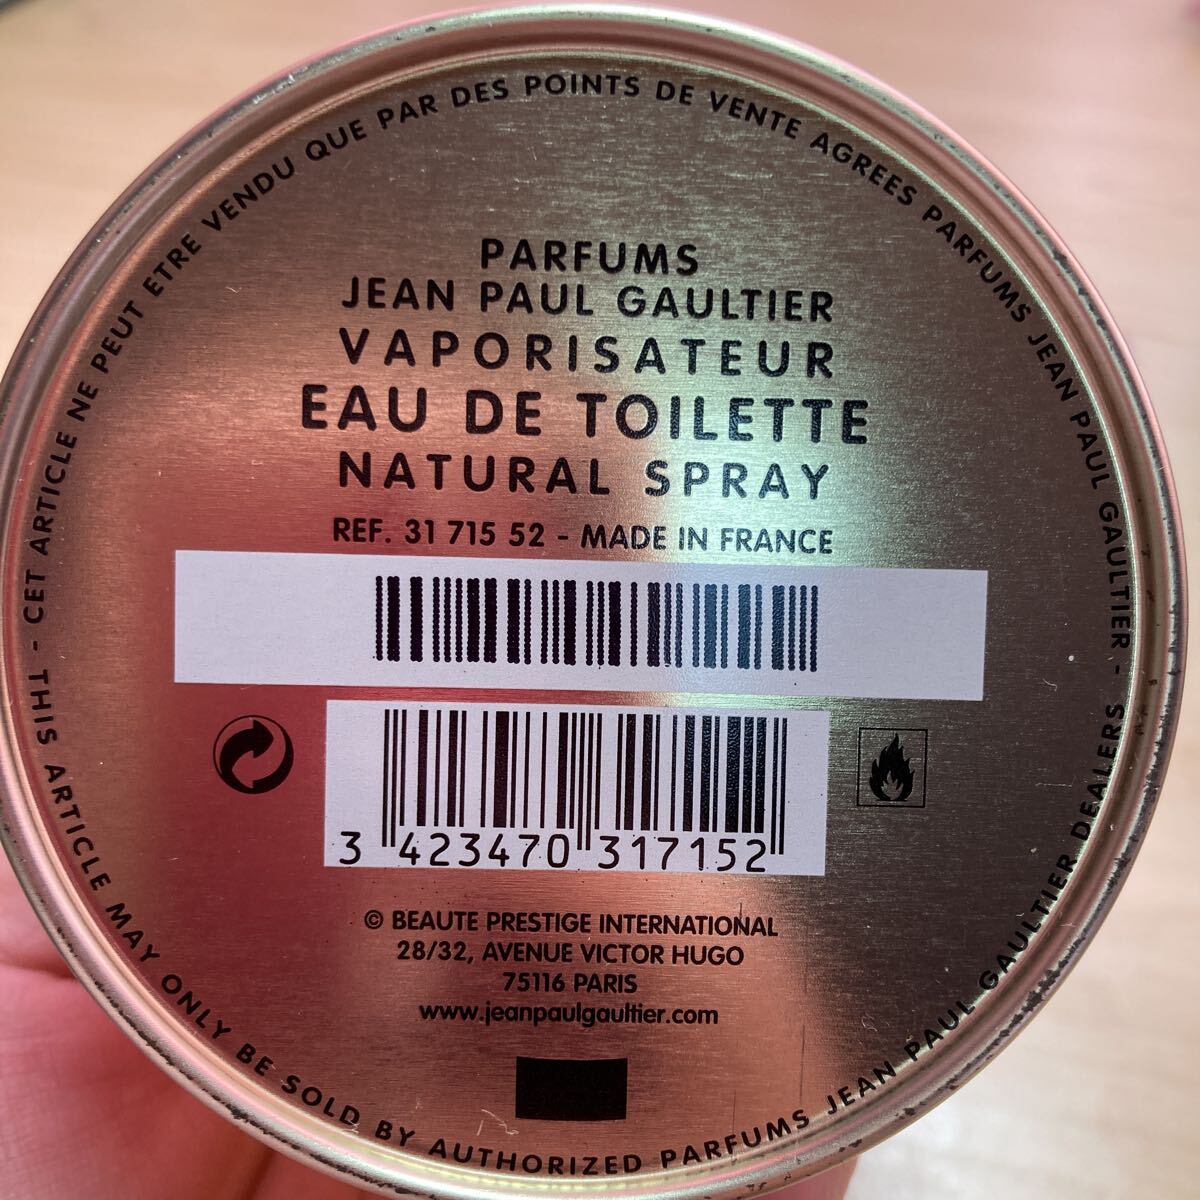 PARFUMS
JEAN PAUL GAULTIER
VAPORISATEUR
EAU DE TOILETTE
NATURAL SPRAY
REF. 31 715 52 - MADE IN FRANCE
3 423470 317152
© BEAUTE PRESTIGE INTERNATIONAL
28/32, AVENUE VICTOR HUGO
75116 PARIS
www.jeanpaulgaultier.com
CET ARTICLE NE PEUT ETRE VENDU QUE PAR DES POINTS DE VENTE AGREES PARFUMS JEAN PAUL GAULTIER -
THIS ARTICLE MAY ONLY BE SOLD BY AUTHORIZED PARFUMS JEAN PAUL GAULTIER DEALERS -